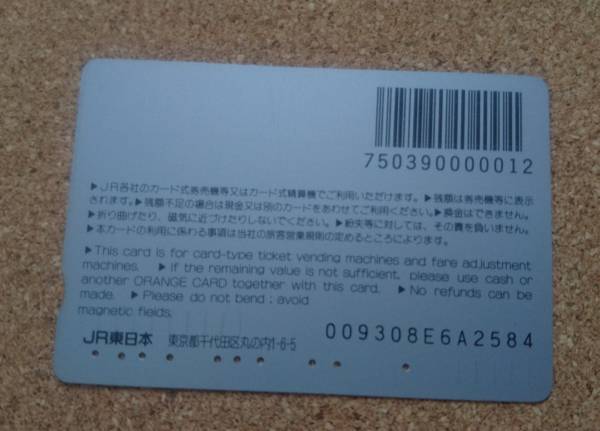 750390000012
▶JR各社のカード式券売機等又はカード式精算機でご利用いただけます。▶残額は券売機等に表示
されます。▶残額不足の場合は現金又は別のカードをあわせてご利用ください。▶換金はできません。
▶折り曲げたり、磁気に近づけたりしないでください。▶紛失等に対しては、その責を負いません。
▶本カードの利用に係わる事項は当社の旅客営業規則の定めるところによります。
▶This card is for card-type ticket vending machines and fare adjustment
machines. ▶If the remaining value is not sufficient, please use cash or
another ORANGE CARD together with this card. ▶No refunds can be
made. ▶Please do not bend; avoid
magnetic fields.
009308E6A2584
JR東日本 東京都千代田区丸の内1-6-5